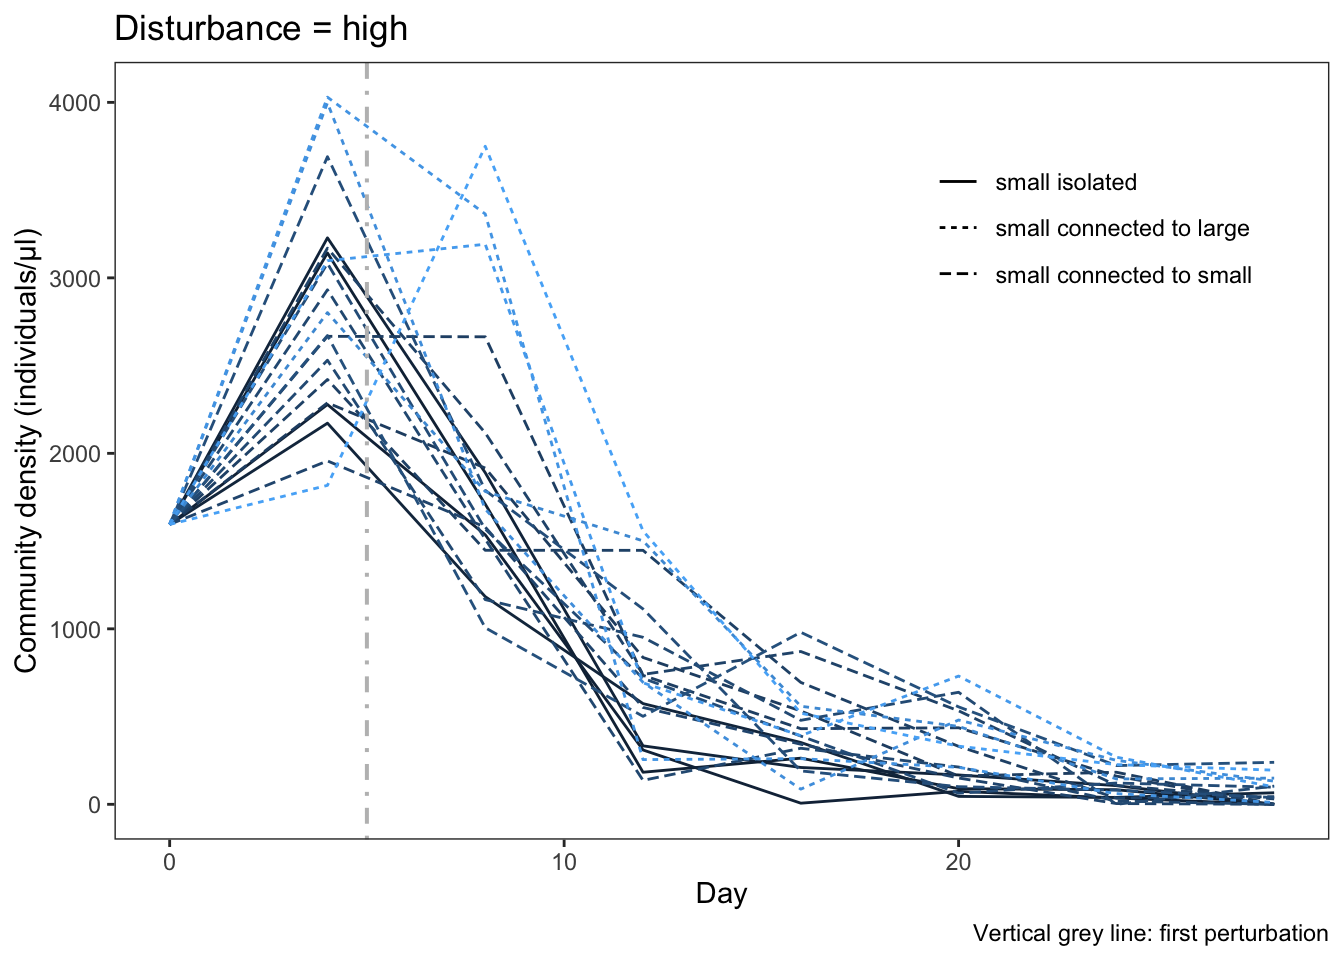 Disturbance = high
Community density (individuals/µl)
4000
3000
2000
1000
0
small isolated
small connected to large
small connected to small
0
10
20
Day
Vertical grey line: first perturbation